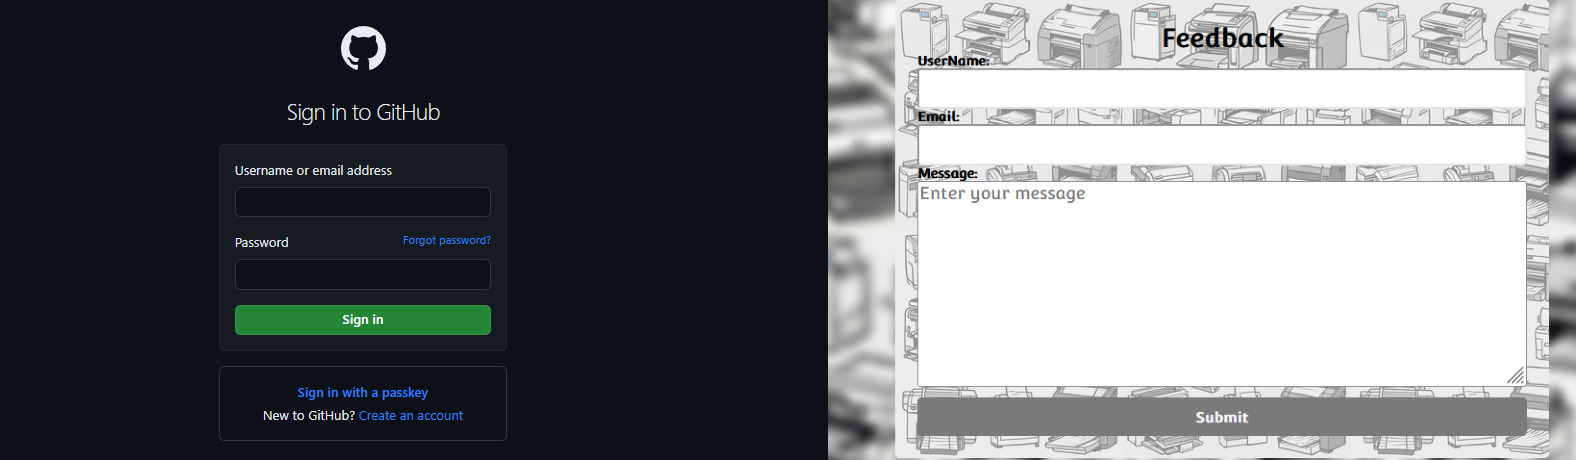 Sign in to GitHub
Username or email address
Password
Forgot password?
Sign in
Sign in with a passkey
New to GitHub? Create an account
Feedback
UserName:
Email:
Message:
Enter your message
Submit